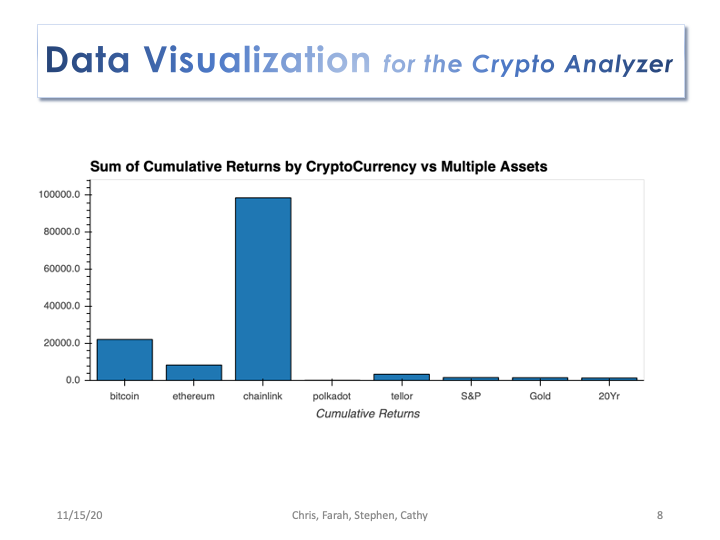 Data Visualization for the Crypto Analyzer
Sum of Cumulative Returns by CryptoCurrency vs Multiple Assets
100000.0
80000.0
60000.0
40000.0
20000.0
0.0
bitcoin ethereum chainlink polkadot tellor S&P Gold 20Yr
Cumulative Returns
11/15/20 Chris, Farah, Stephen, Cathy 8